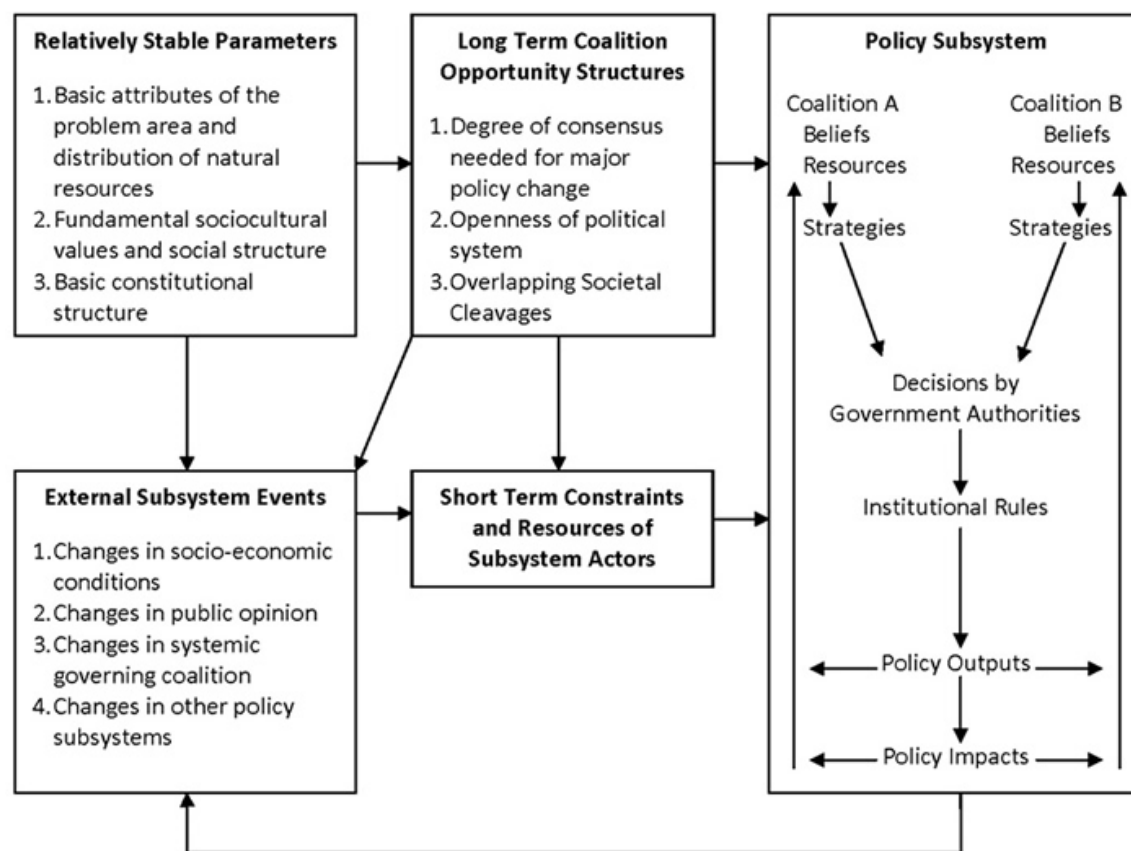 Relatively Stable Parameters
1. Basic attributes of the
problem area and
distribution of natural
resources
2. Fundamental sociocultural
values and social structure
3. Basic constitutional
structure
Long Term Coalition
Opportunity Structures
1. Degree of consensus
needed for major
policy change
2. Openness of political
system
3. Overlapping Societal
Cleavages
Policy Subsystem
Coalition A
Beliefs
Resources
Strategies
Coalition B
Beliefs
Resources
Strategies
Decisions by
Government Authorities
Institutional Rules
Policy Outputs
Policy Impacts
External Subsystem Events
1. Changes in socio-economic
conditions
2. Changes in public opinion
3. Changes in systemic
governing coalition
4. Changes in other policy
subsystems
Short Term Constraints
and Resources of
Subsystem Actors